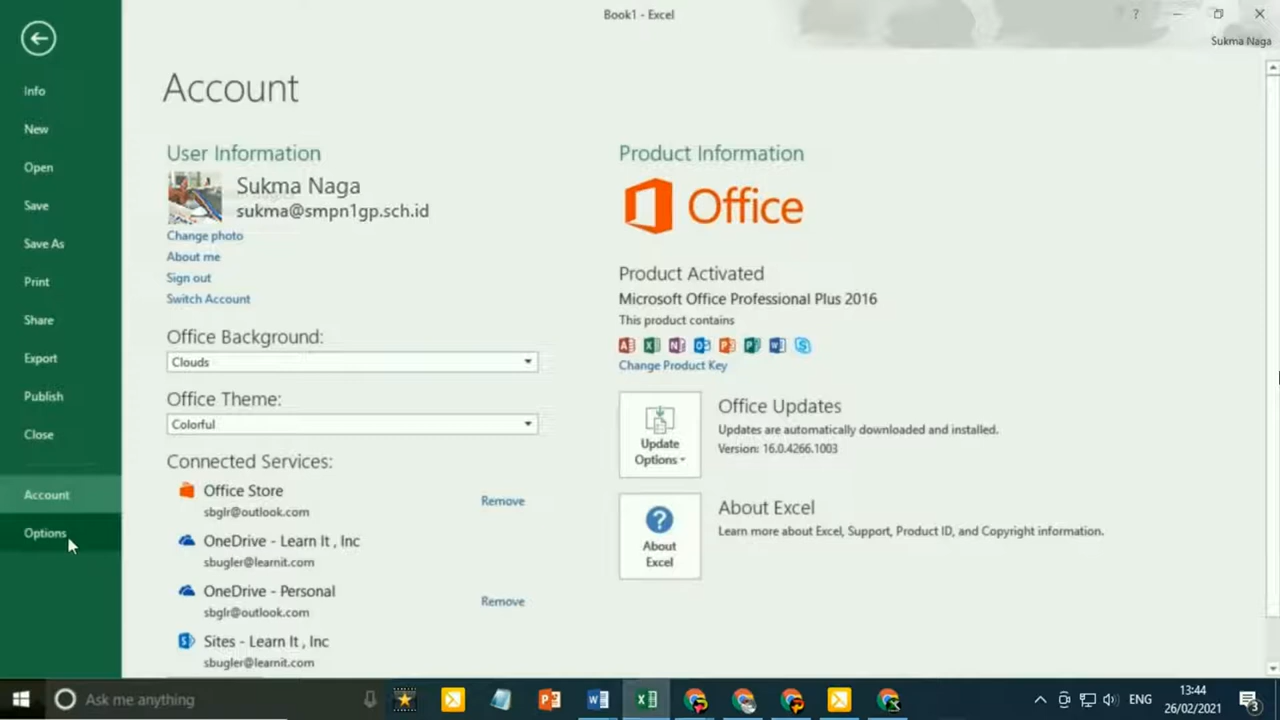 Book1 - Excel
?
Sukma Naga
Info
New
Open
Save
Save As
Print
Share
Export
Publish
Close
Account
Options
Account
User Information
Sukma Naga
sukma@smpn1gp.sch.id
Change photo
About me
Sign out
Switch Account
Office Background:
Clouds
Office Theme:
Colorful
Connected Services:
Office Store
Remove
sbglr@outlook.com
OneDrive - Learn It , Inc
sbugler@learnit.com
OneDrive - Personal
Remove
sbglr@outlook.com
Sites - Learn It , Inc
sbugler@learnit.com
Product Information
Office
Product Activated
Microsoft Office Professional Plus 2016
This product contains
Change Product Key
Update
Options
Office Updates
Updates are automatically downloaded and installed.
Version: 16.0.4266.1003
?
About
Excel
About Excel
Learn more about Excel, Support, Product ID, and Copyright information.
Ask me anything
ENG
13:44
26/02/2021
3